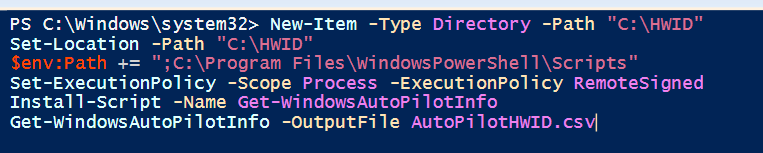 PS C:\Windows\system32> New-Item -Type Directory -Path "C:\HWID"
Set-Location -Path "C:\HWID"
$env:Path += ";C:\Program Files\WindowsPowerShell\Scripts"
Set-ExecutionPolicy -Scope Process -ExecutionPolicy RemoteSigned
Install-Script -Name Get-WindowsAutoPilotInfo
Get-WindowsAutoPilotInfo -OutputFile AutoPilotHWID.csv